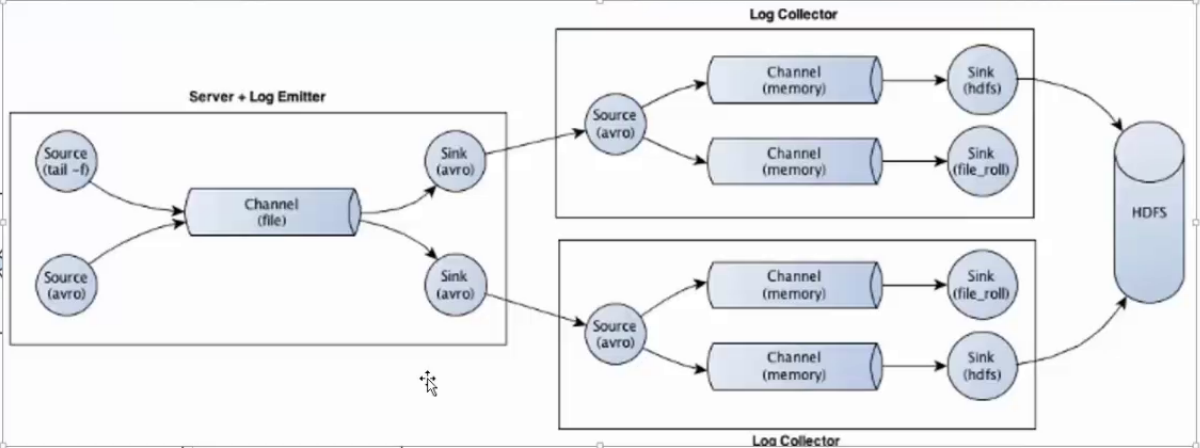 Log Collector
Server + Log Emitter
Source
(tail -f)
Source
(avro)
Channel
(file)
Sink
(avro)
Sink
(avro)
Source
(avro)
Channel
(memory)
Channel
(memory)
Sink
(hdfs)
Sink
(file_roll)
Source
(avro)
Channel
(memory)
Channel
(memory)
Sink
(file_roll)
Sink
(hdfs)
HDFS
Log Collector